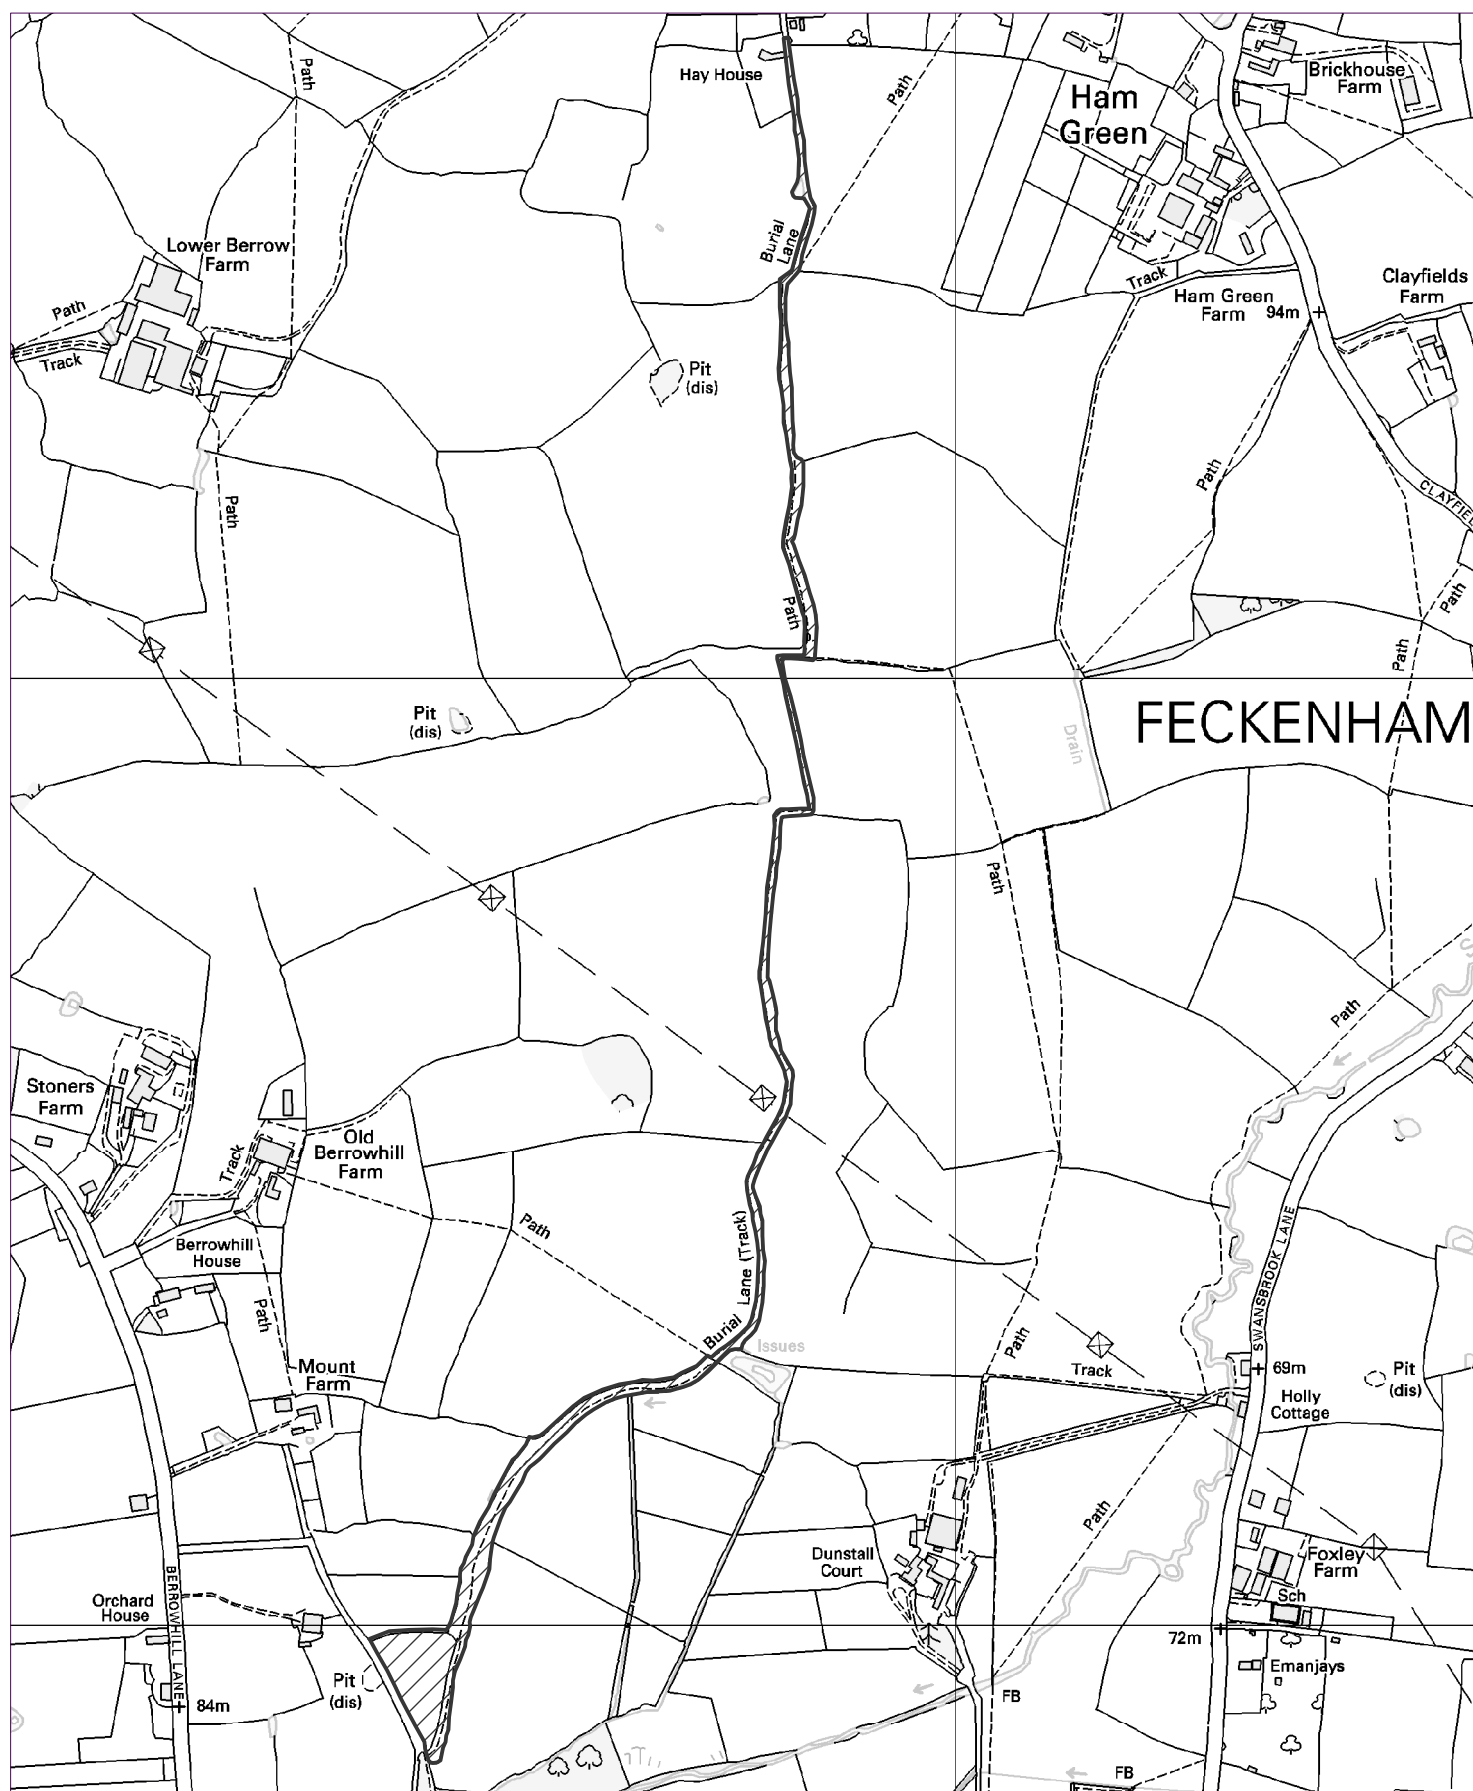 Path
Hay House
Path
Ham
Green
Brickhouse
Farm
Lower Berrow
Farm
Burial
Lane
Path
Track
Track
Ham Green
Farm
94m
Clayfields
Farm
Pit
(dis)
Path
Path
Path
Path
Path
Pit
(dis)
Drain
FECKENHAM
Path
Path
Stoners
Farm
Track
Old
Berrowhill
Farm
Path
Berrowhill
House
Path
Lane (Track)
Burial
Issues
SWANSBROOK LANE
Path
Mount
Farm
Track
69m
Pit
(dis)
Holly
Cottage
Path
BERROWHILL LANE
Orchard
House
Dunstall
Court
Foxley
Farm
Sch
72m
Emanjays
Pit
(dis)
84m
FB
FB